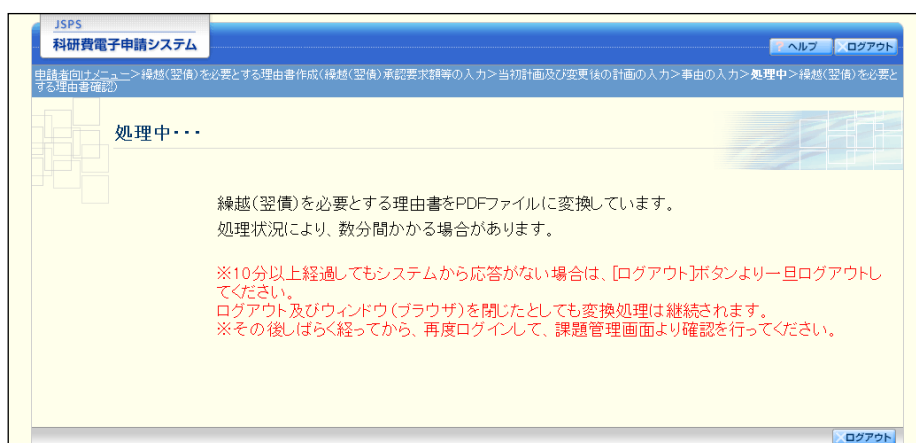 JSPS
科研費電子申請システム
? ヘルプ ×ログアウト
申請者向けメニュー>繰越(翌債)を必要とする理由書作成(繰越(翌債)承認要求額等の入力>当初計画及び変更後の計画の入力>事由の入力>処理中>繰越(翌債)を必要と
する理由書確認)
処理中・・・
繰越(翌債)を必要とする理由書をPDFファイルに変換しています。
処理状況により、数分間かかる場合があります。
※10分以上経過してもシステムから応答がない場合は、[ログアウト]ボタンより一旦ログアウトし
てください。
ログアウト及びウィンドウ(ブラウザ)を閉じたとしても変換処理は継続されます。
※その後しばらく経ってから、再度ログインして、課題管理画面より確認を行ってください。
×ログアウト